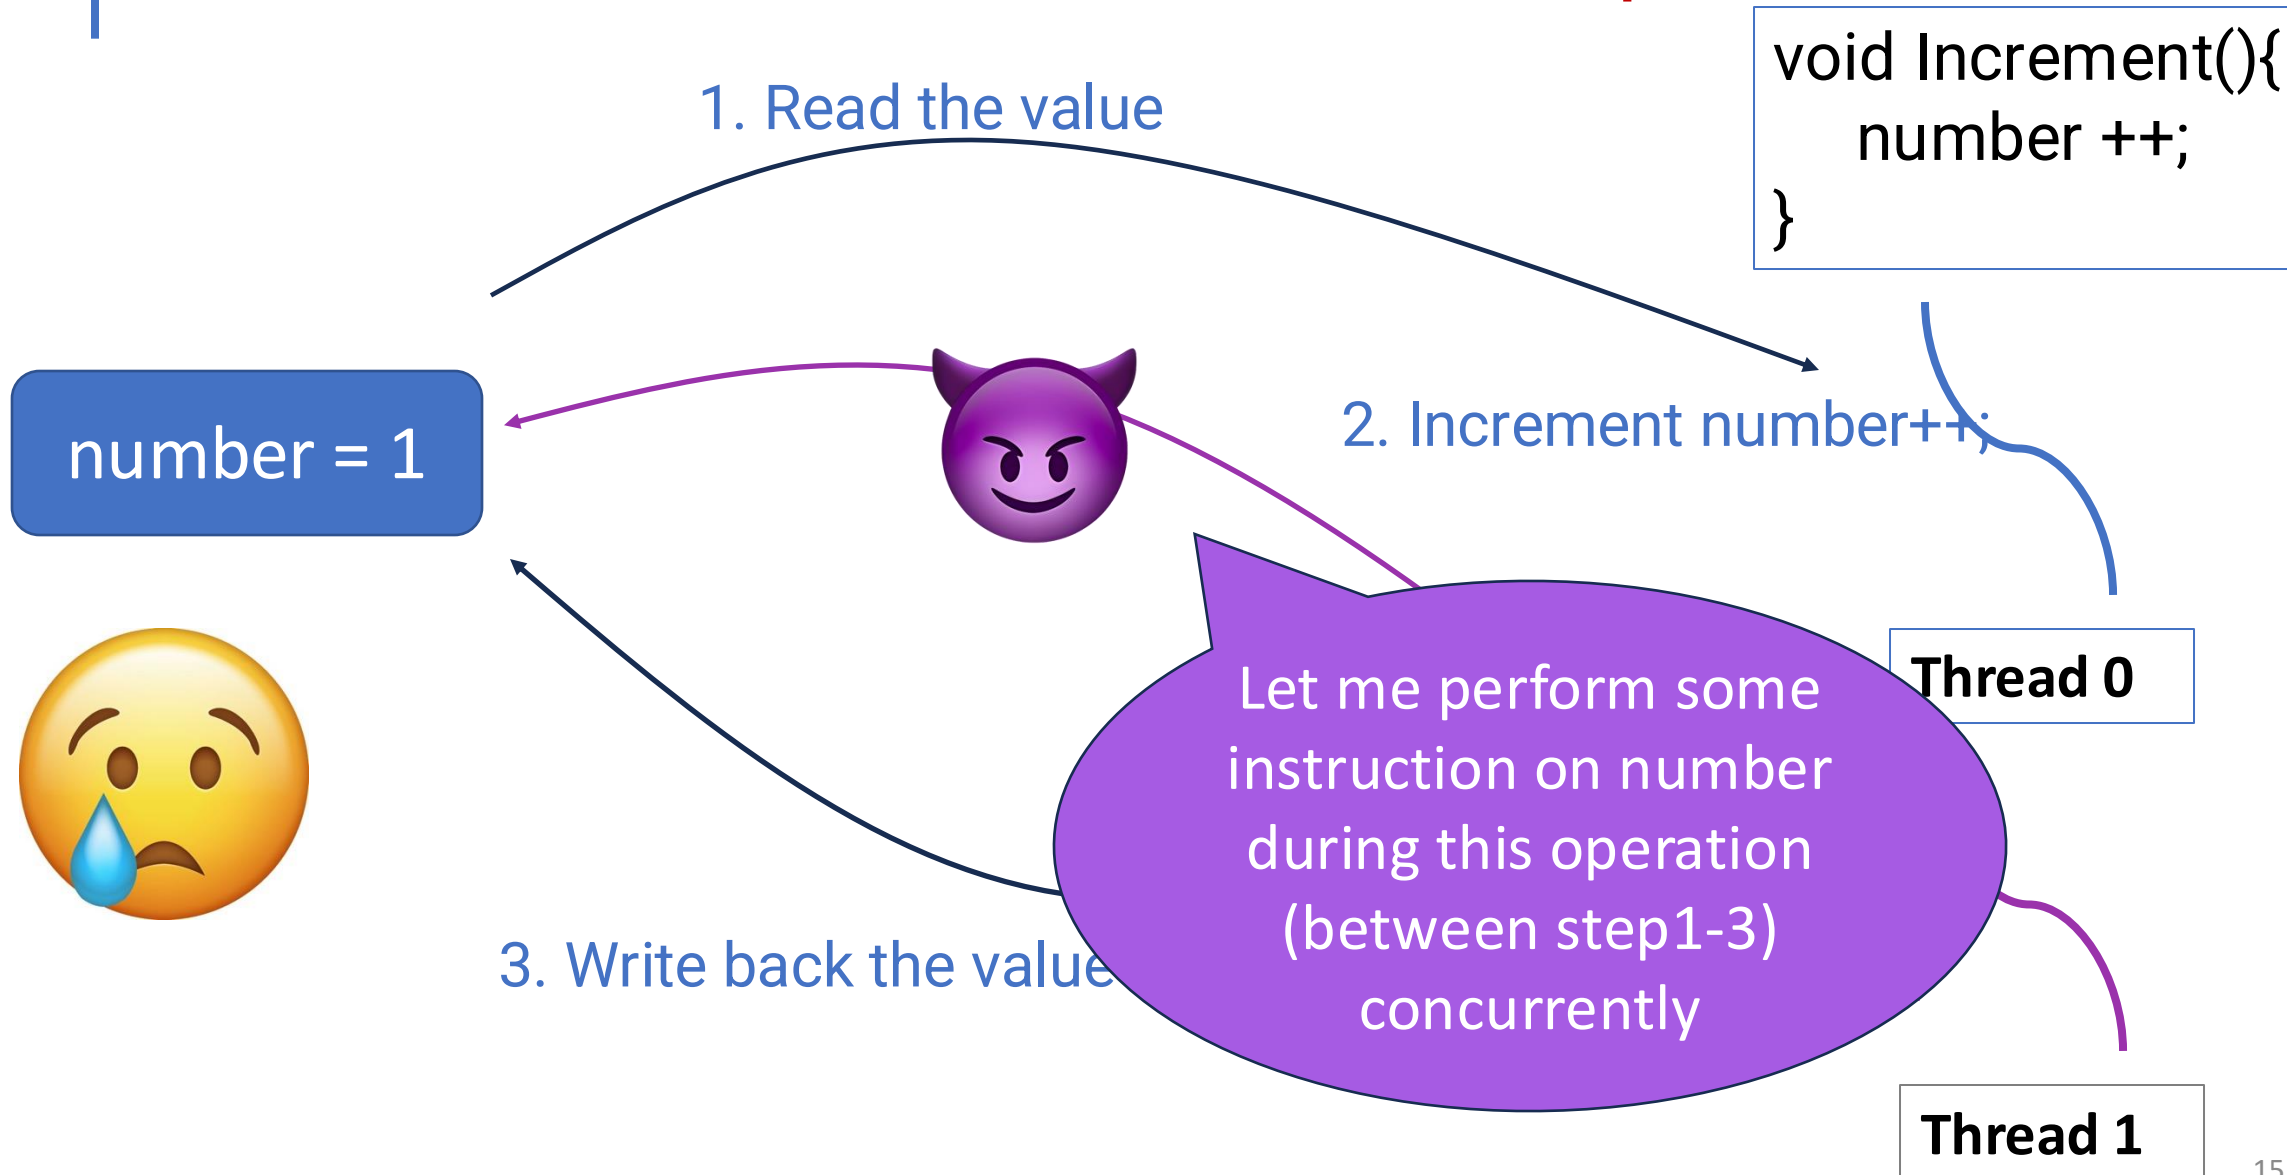 void Increment(){
number ++;
}
1. Read the value
number = 1
2. Increment number++;
Thread 0
Let me perform some
instruction on number
during this operation
(between step1-3)
concurrently
3. Write back the value
Thread 1
15